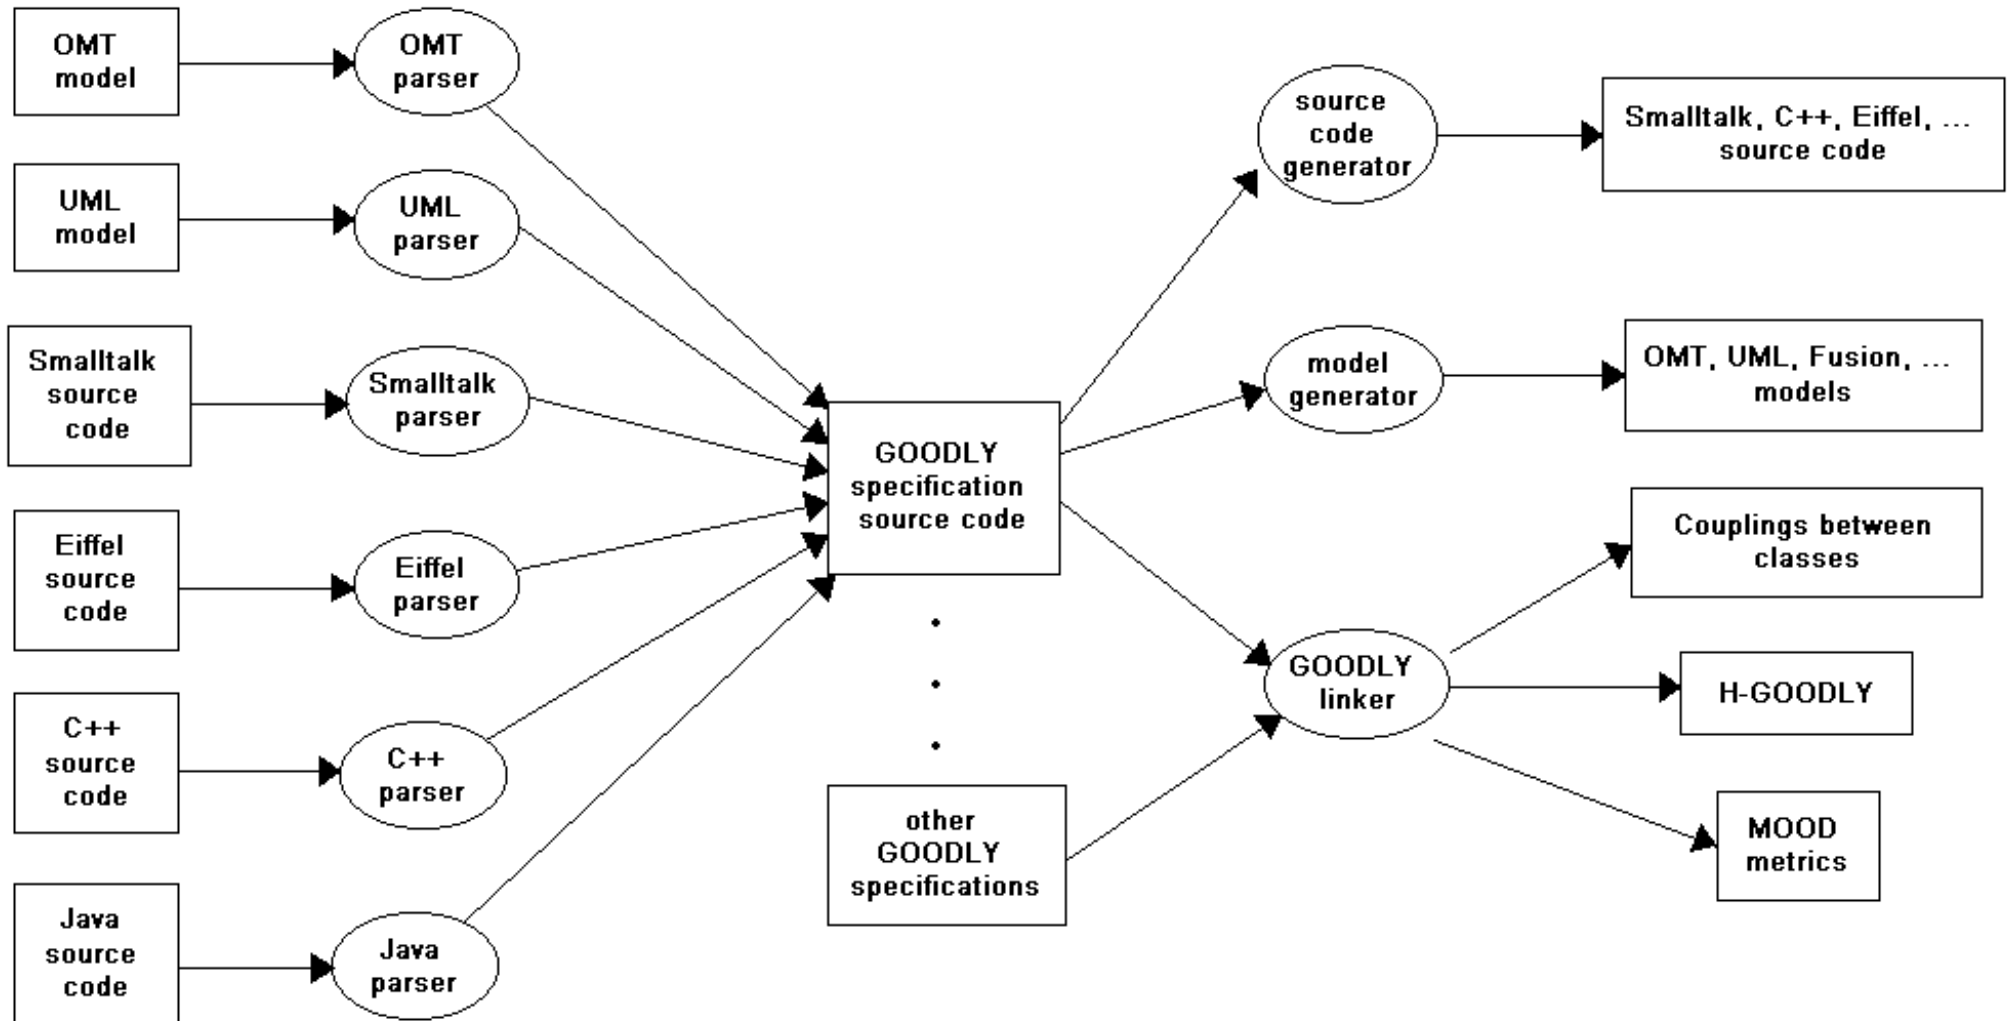 OMT
model
OMT
parser
UML
model
UML
parser
Smalltalk
source
code
Smalltalk
parser
Eiffel
source
code
Eiffel
parser
C++
source
code
C++
parser
Java
source
code
Java
parser
GOODLY
specification
source code
other
GOODLY
specifications
source
code
generator
Smalltalk, C++, Eiffel, ...
source code
model
generator
OMT, UML, Fusion, ...
models
GOODLY
linker
Couplings between
classes
H-GOODLY
MOOD
metrics